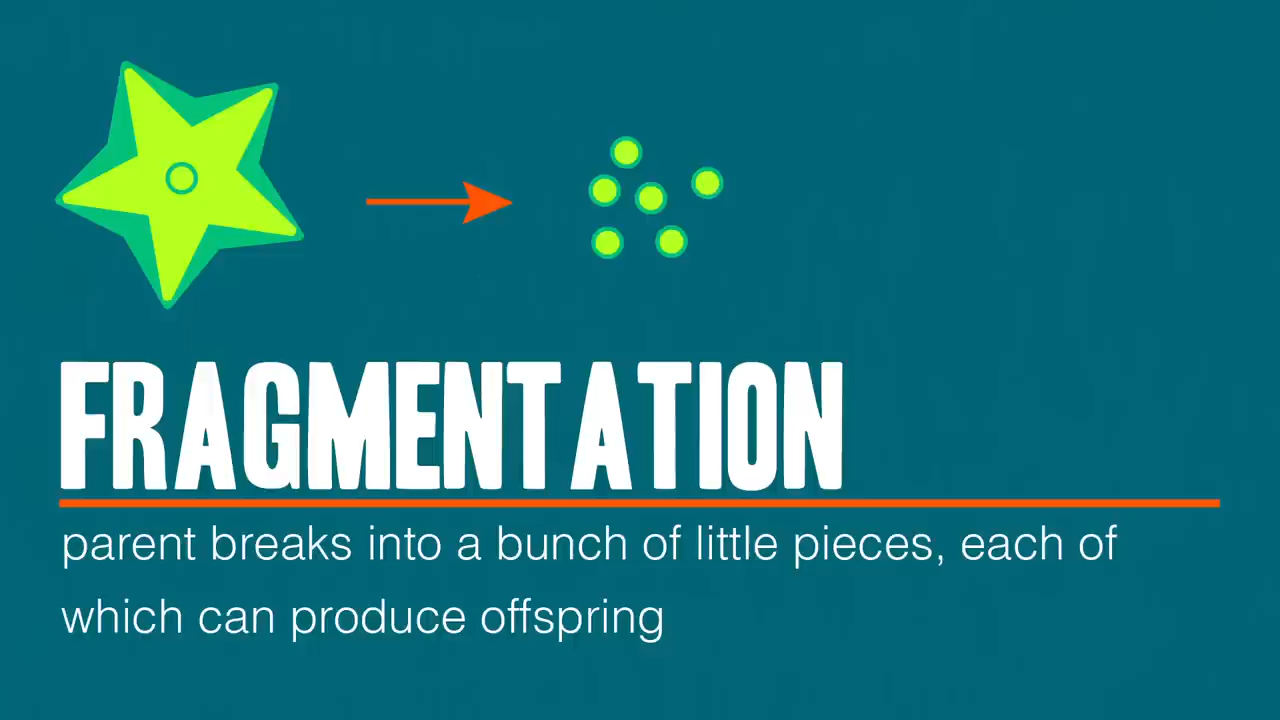 FRAGMENTATION
parent breaks into a bunch of little pieces, each of
which can produce offspring